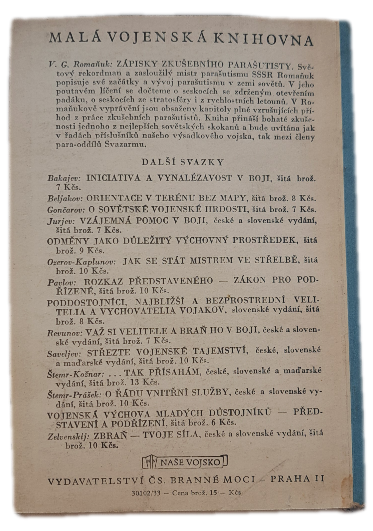 MALÁ VOJENSKÁ KNIHOVNA
V. G. Romaňuk: ZÁPISKY ZKUŠEBNÍHO PARAŠUTISTY. Svě-
tový rekordman a zasloužilý mistr parašutismu SSSR Romaňuk
popisuje své začátky a vývoj parašutismu v zemi sovětů. V jeho
poutavém líčení se dočteme o seskocích se zdrženým otevřením
padáku, o seskocích ze stratosféry i z rychlostních letounů. V Ro-
maňukově vyprávění jsou obsaženy kapitoly plné vzrušujících pří-
hod z práce zkušebních parašutistů. Kniha přináší bohaté zkuše-
nosti jednoho z nejlepších sovětských skokanů a bude uvítána jak
v řadách příslušníků našeho výsadkového vojska, tak mezi členy
para-oddílů Svazarmu.
DALŠÍ SVAZKY
Bakajev: INICIATIVA A VYNALÉZAVOST V BOJI, šitá brož.
7 Kčs.
Beljakov: ORIENTACE V TERÉNU BEZ MAPY, šitá brož. 8 Kčs.
Gončarov: O SOVĚTSKÉ VOJENSKÉ HRDOSTI, šitá brož. 7 Kčs.
Jurjev: VZÁJEMNÁ POMOC V BOJI, české a slovenské vydání,
šitá brož. 7 Kčs.
ODMĚNY JAKO DŮLEŽITÝ VÝCHOVNÝ PROSTŘEDEK, šitá
brož. 9 Kčs.
Ozerov-Kaplunov: JAK SE STÁT MISTREM VE STŘELBĚ, šitá
brož. 10 Kčs.
Pavlov: ROZKAZ PŘEDSTAVENÉHO — ZÁKON PRO POD-
ŘÍZENÉ, šitá brož. 10 Kčs.
PODDOSTOJNÍCI, NAJBLIŽŠÍ A BEZPROSTREDNÍ VELI-
TELIA A VYCHOVATELIA VOJAKOV, slovenské vydání, šitá
brož. 8 Kčs.
Revunov: VAŽ SI VELITELE A BRAŇ HO V BOJI, české a sloven-
ské vydání, šitá brož. 7 Kčs.
Saveljev: STŘEZTE VOJENSKÉ TAJEMSTVÍ, české, slovenské
a maďarské vydání, šitá brož. 10 Kčs.
Štemr-Kožnar: ... TAK PŘÍSAHÁM, české, slovenské a maďarské
vydání, šitá brož. 13 Kčs.
Štemr-Prášek: O ŘÁDU VNITŘNÍ SLUŽBY, české a slovenské vy-
dání, šitá brož. 10 Kčs.
VOJENSKÁ VÝCHOVA MLADÝCH DŮSTOJNÍKŮ — PŘED-
STAVENÍ A PODŘÍZENÍ, šitá brož. 6 Kčs.
Zdvenskij: ZBRAŇ — TVOJE SÍLA, české a slovenské vydání, šitá
brož. 10 Kčs.
NAŠE VOJSKO
VYDAVATELSTVÍ ČS. BRANNÉ MOCI — PRAHA II
30102/53 — Cena brož. 15 — Kčs